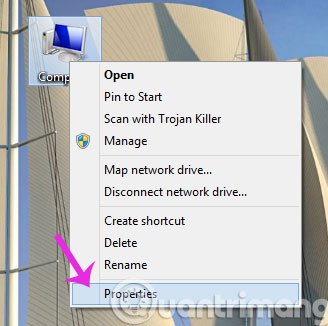 Comp
Open
Pin to Start
Scan with Trojan Killer
Manage
Map network drive...
Disconnect network drive...
Create shortcut
Delete
Rename
Properties
Quantrimang